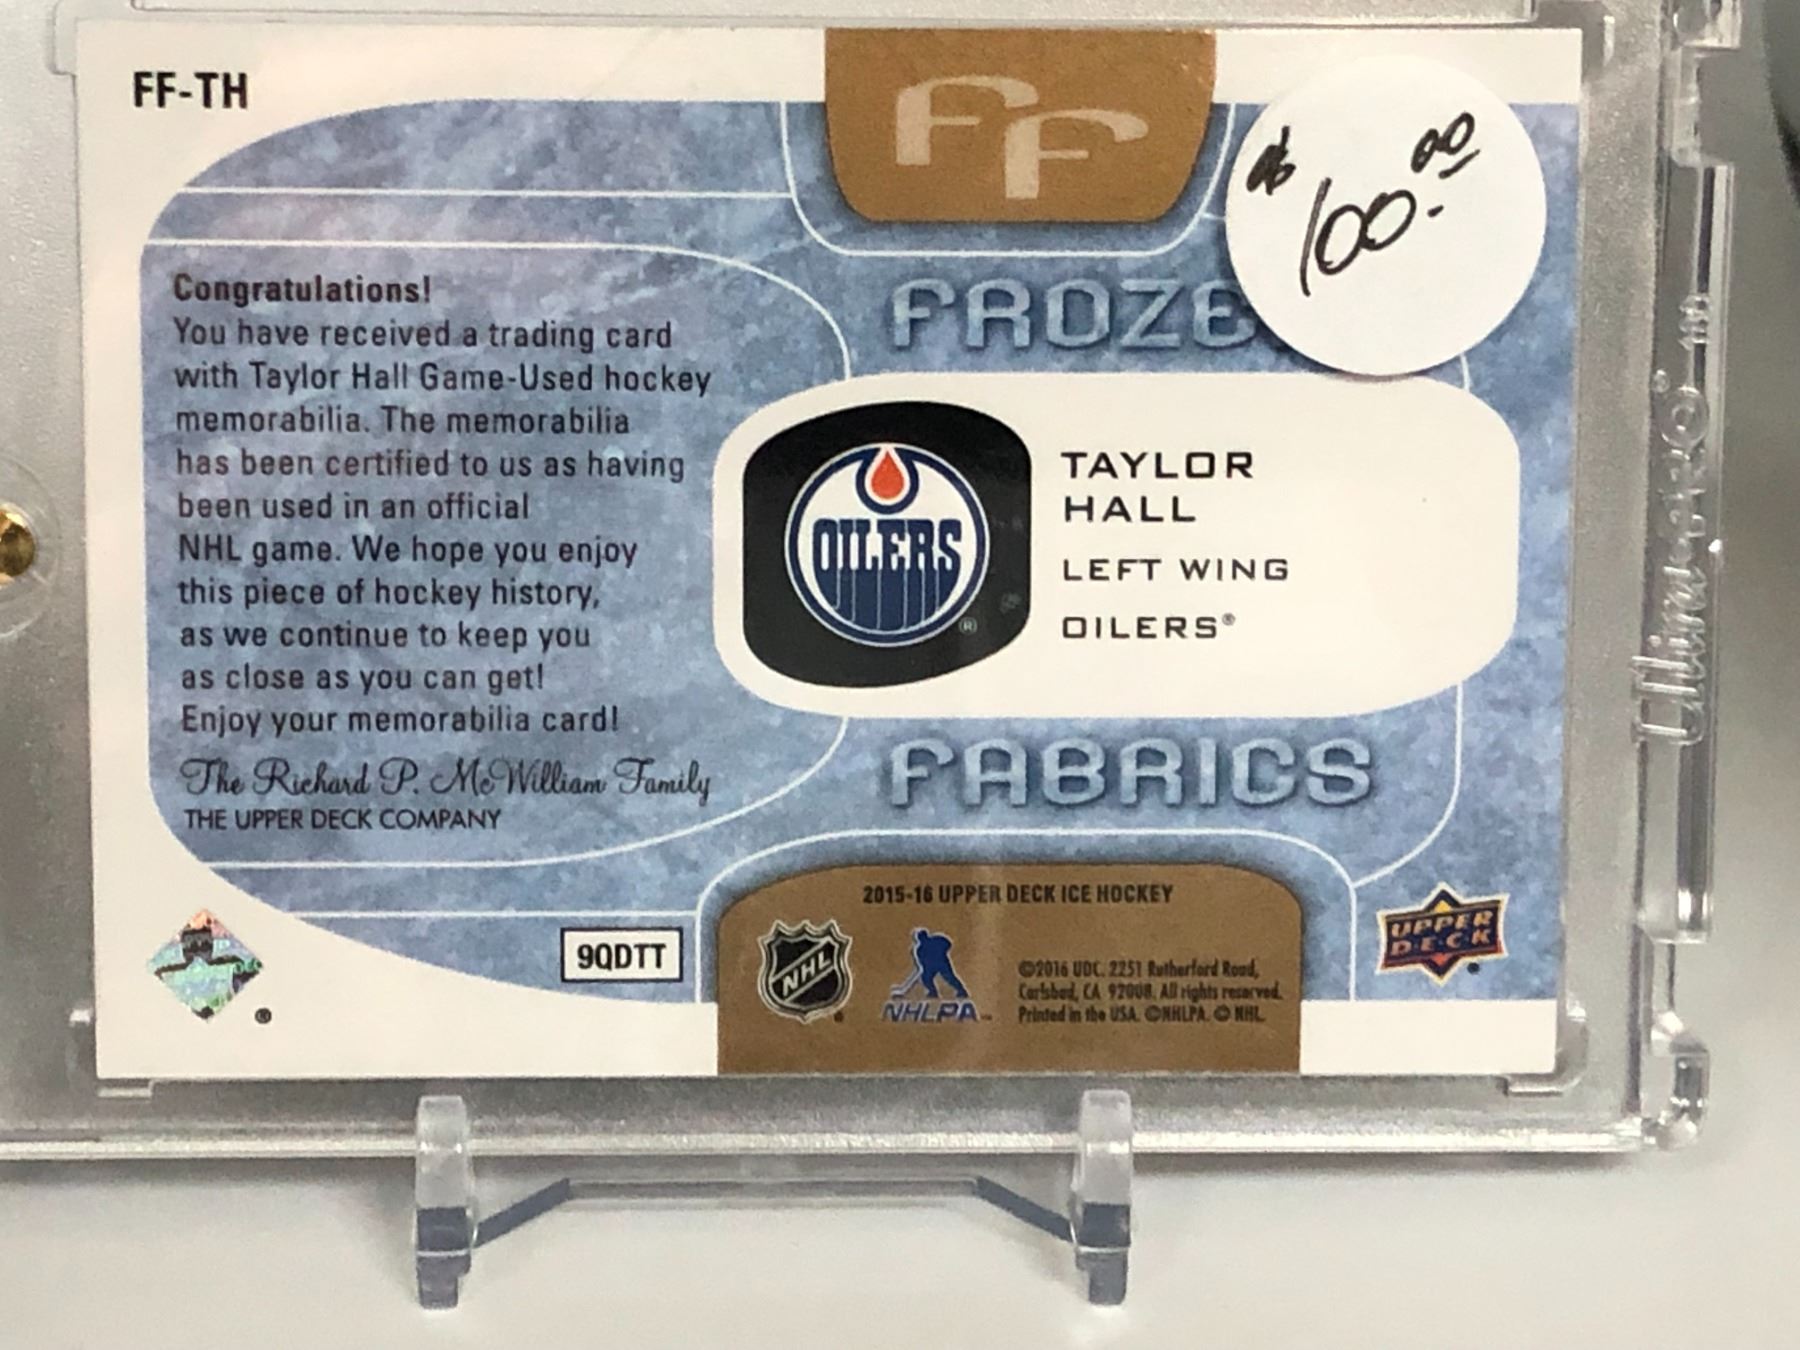 FF-TH
FF
$100.00
Congratulations!
You have received a trading card
with Taylor Hall Game-Used hockey
memorabilia. The memorabilia
has been certified to us as having
been used in an official
NHL game. We hope you enjoy
this piece of hockey history,
as we continue to keep you
as close as you can get!
Enjoy your memorabilia card!
The Richard P. McWilliam Family
THE UPPER DECK COMPANY
FROZE
OILERS ®
TAYLOR
HALL
LEFT WING
OILERS®
FABRICS
2015-16 UPPER DECK ICE HOCKEY
9QDTT
NHL
NHLPA
©2016 UDC. 2251 Rutherford Road,
Carlsbad, CA 92008. All rights reserved.
Printed in the USA. ©NHLPA. © NHL.
UPPER
DECK